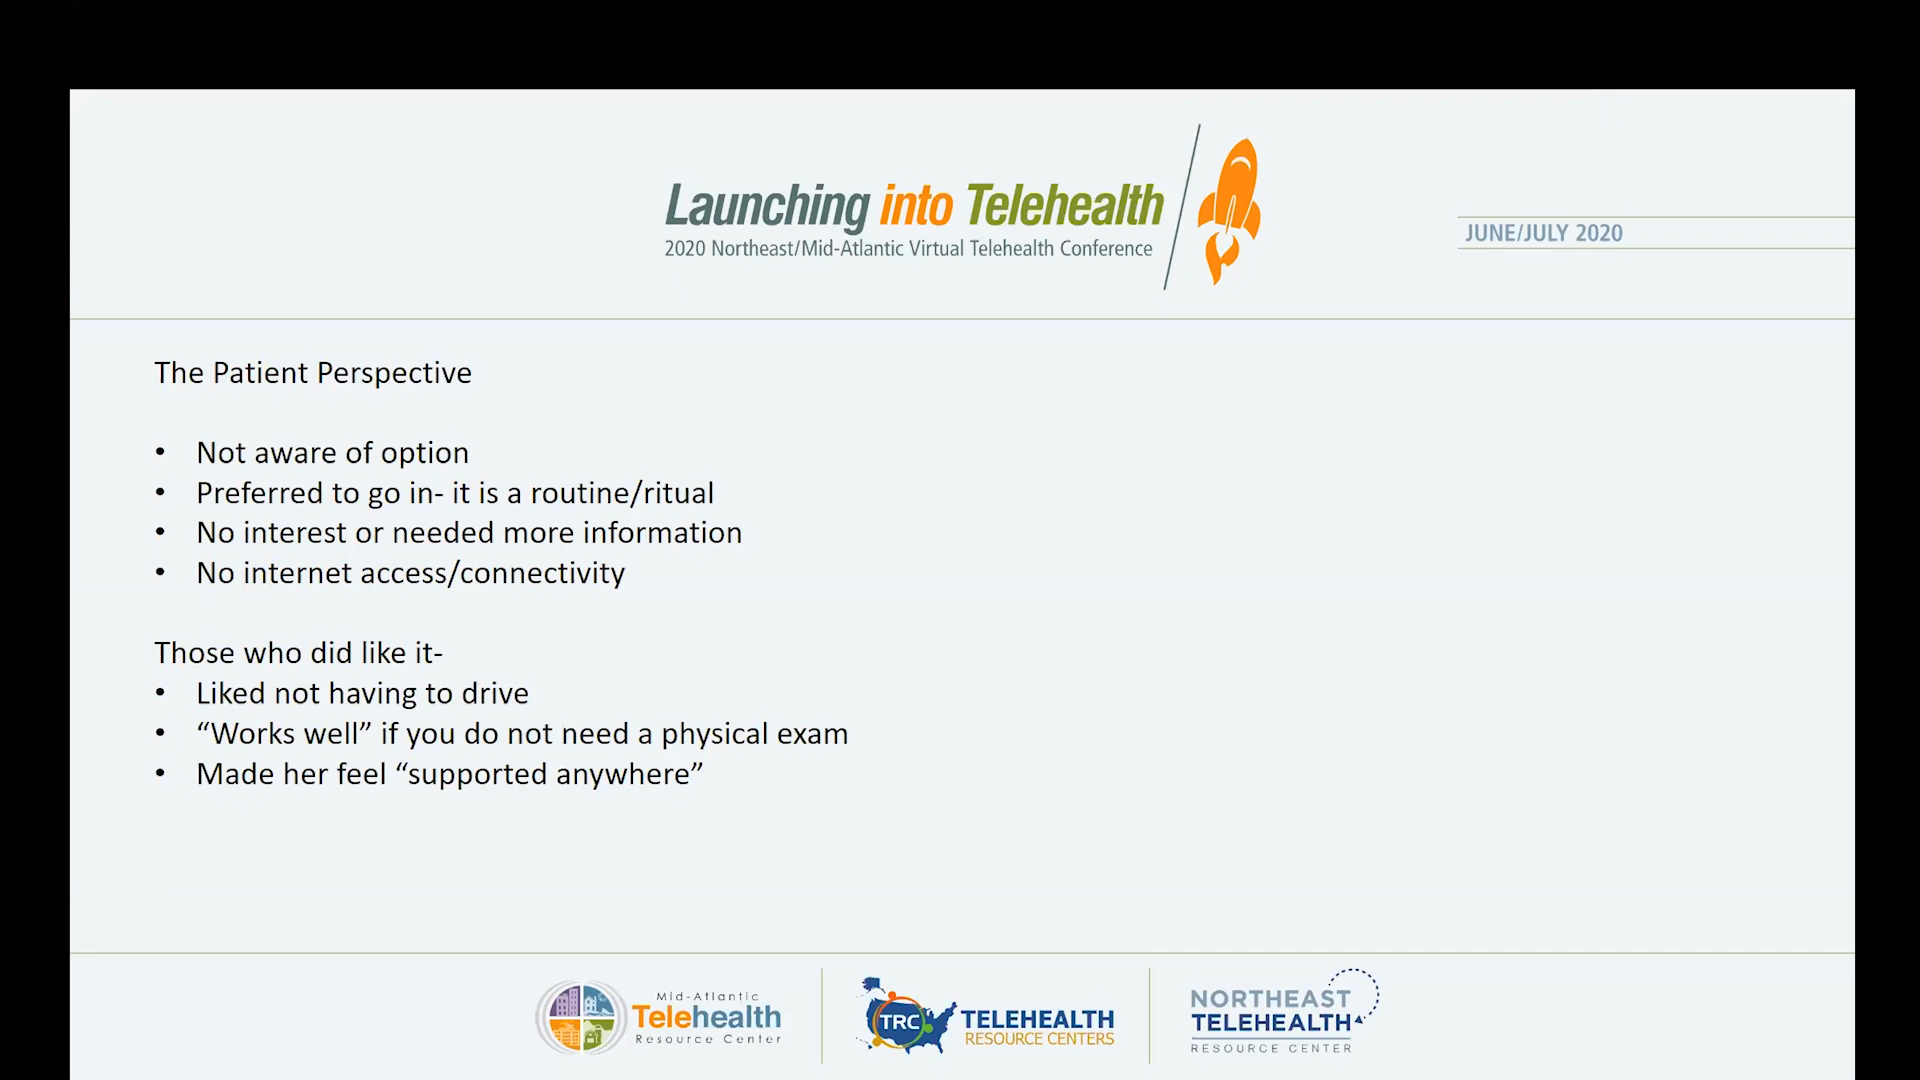 Launching into Telehealth
2020 Northeast/Mid-Atlantic Virtual Telehealth Conference
JUNE/JULY 2020
The Patient Perspective
• Not aware of option
• Preferred to go in- it is a routine/ritual
• No interest or needed more information
• No internet access/connectivity
Those who did like it-
• Liked not having to drive
• “Works well” if you do not need a physical exam
• Made her feel “supported anywhere”
Mid-Atlantic
Telehealth
Resource Center
TRC
TELEHEALTH
RESOURCE CENTERS
NORTHEAST
TELEHEALTH
RESOURCE CENTER